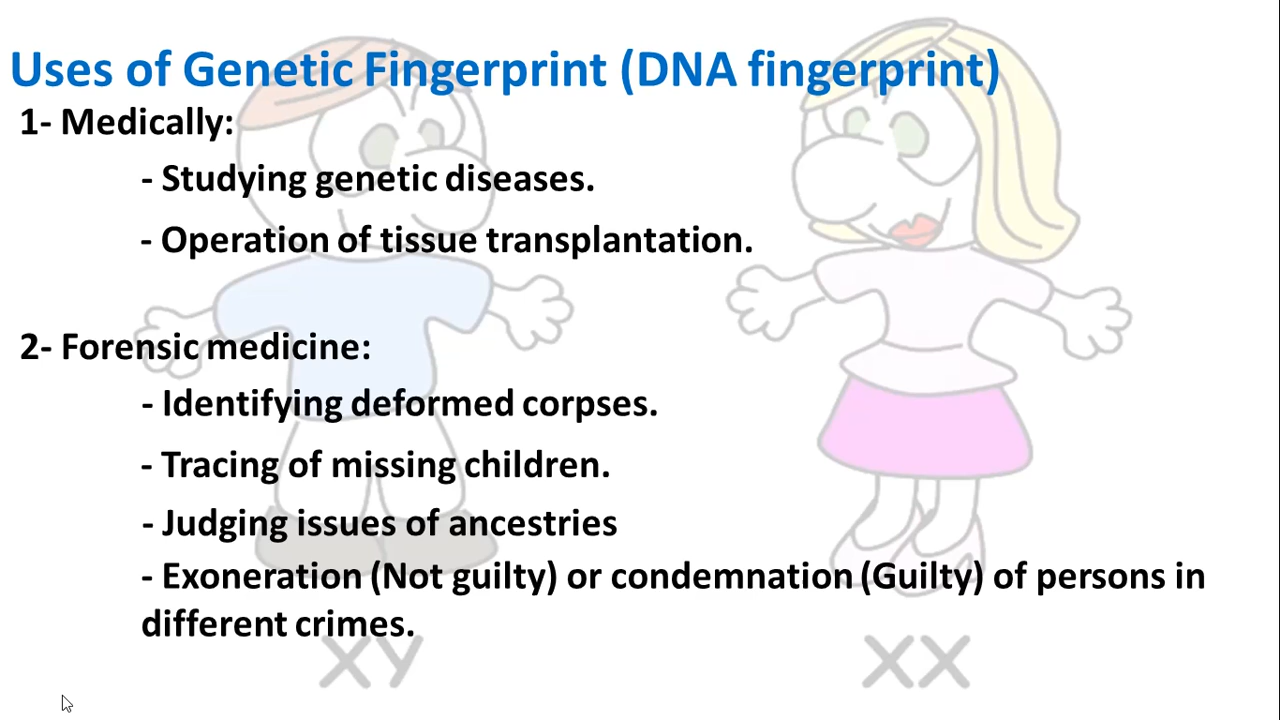 Uses of Genetic Fingerprint (DNA fingerprint)
1- Medically:
- Studying genetic diseases.
- Operation of tissue transplantation.
2- Forensic medicine:
- Identifying deformed corpses.
- Tracing of missing children.
- Judging issues of ancestries
- Exoneration (Not guilty) or condemnation (Guilty) of persons in
different crimes.
XY XX